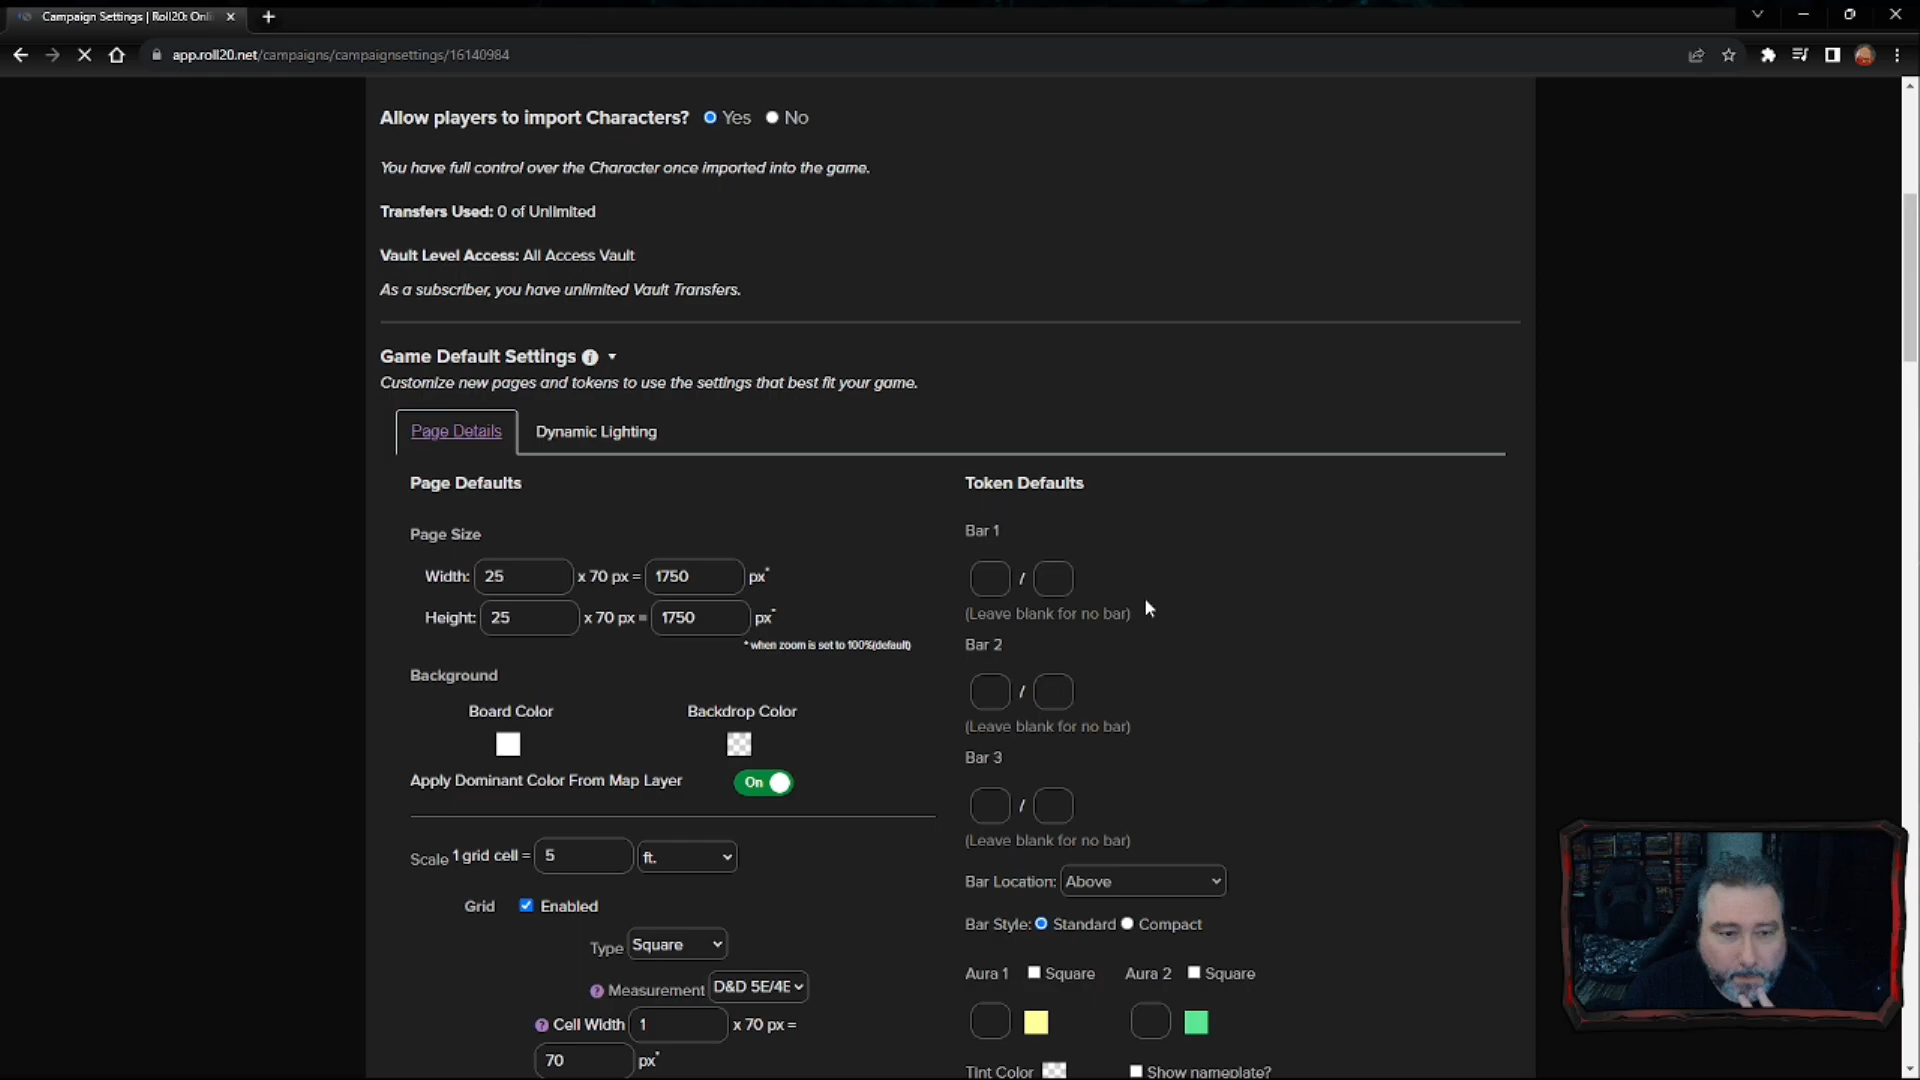 Campaign Settings | Roll20: Onli
app.roll20.net/campaigns/campaignsettings/16140984
Allow players to import Characters? Yes No
You have full control over the Character once imported into the game.
Transfers Used: 0 of Unlimited
Vault Level Access: All Access Vault
As a subscriber, you have unlimited Vault Transfers.
Game Default Settings
Customize new pages and tokens to use the settings that best fit your game.
Page Details Dynamic Lighting
Page Defaults
Page Size
Width: 25 x 70 px = 1750 px*
Height: 25 x 70 px = 1750 px*
* when zoom is set to 100%(default)
Background
Board Color Backdrop Color
Apply Dominant Color From Map Layer On
Scale 1 grid cell = 5 ft.
Grid Enabled
Type Square
? Measurement D&D 5E/4E
? Cell Width 1 x 70 px =
70 px*
Token Defaults
Bar 1
/
(Leave blank for no bar)
Bar 2
/
(Leave blank for no bar)
Bar 3
/
(Leave blank for no bar)
Bar Location: Above
Bar Style: Standard Compact
Aura 1 Square Aura 2 Square
Tint Color Show nameplate?